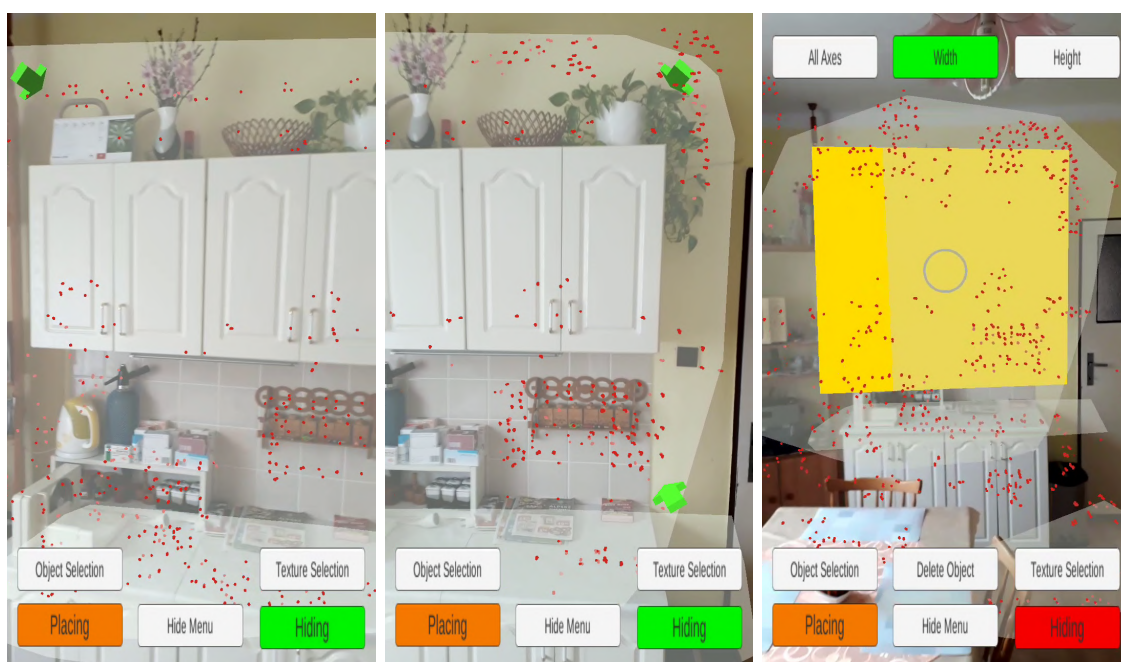 All Axes
Width
Height
Object Selection
Texture Selection
Placing
Hide Menu
Hiding
Object Selection
Texture Selection
Placing
Hide Menu
Hiding
Object Selection
Delete Object
Texture Selection
Placing
Hide Menu
Hiding